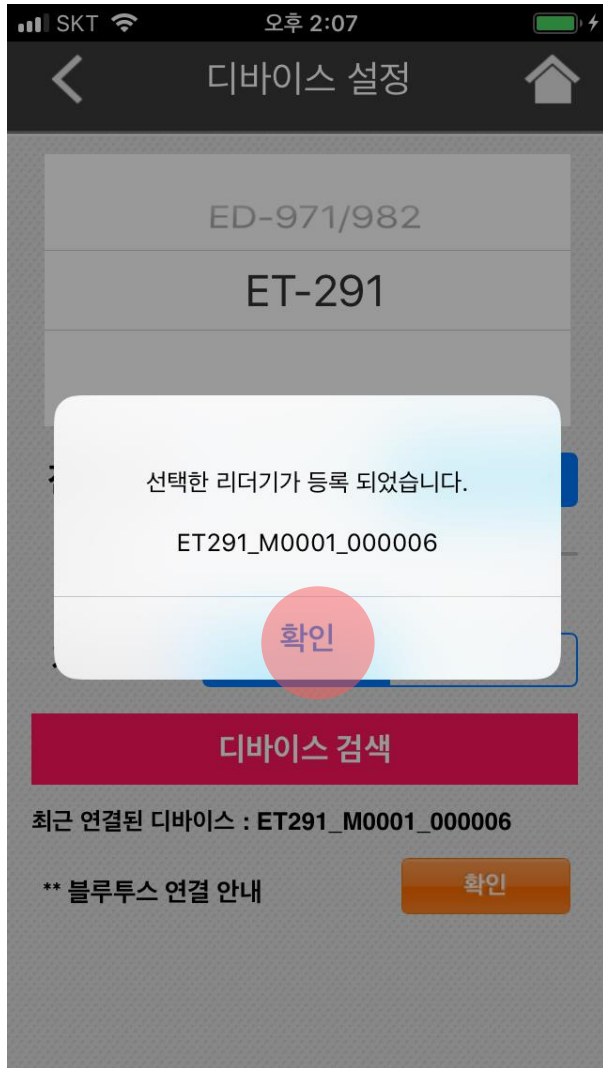 SKT 오후 2:07
디바이스 설정
ED-971/982
ET-291
선택한 리더기가 등록 되었습니다.
ET291_M0001_000006
확인
디바이스 검색
최근 연결된 디바이스 : ET291_M0001_000006
** 블루투스 연결 안내 확인